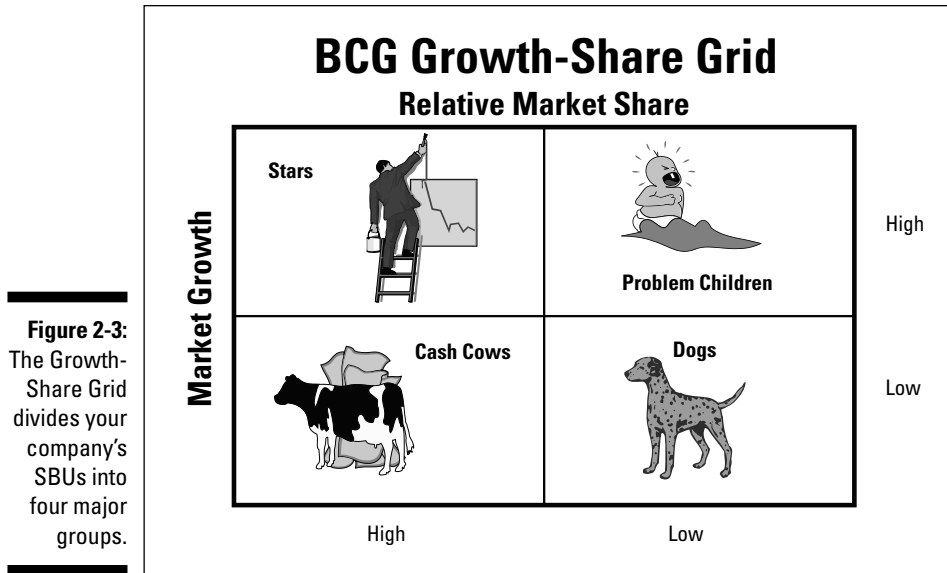 BCG Growth-Share Grid
Relative Market Share
Market Growth
Stars
Problem Children
High
Cash Cows
Dogs
Low
High
Low
Figure 2-3:
The Growth-
Share Grid
divides your
company's
SBUs into
four major
groups.